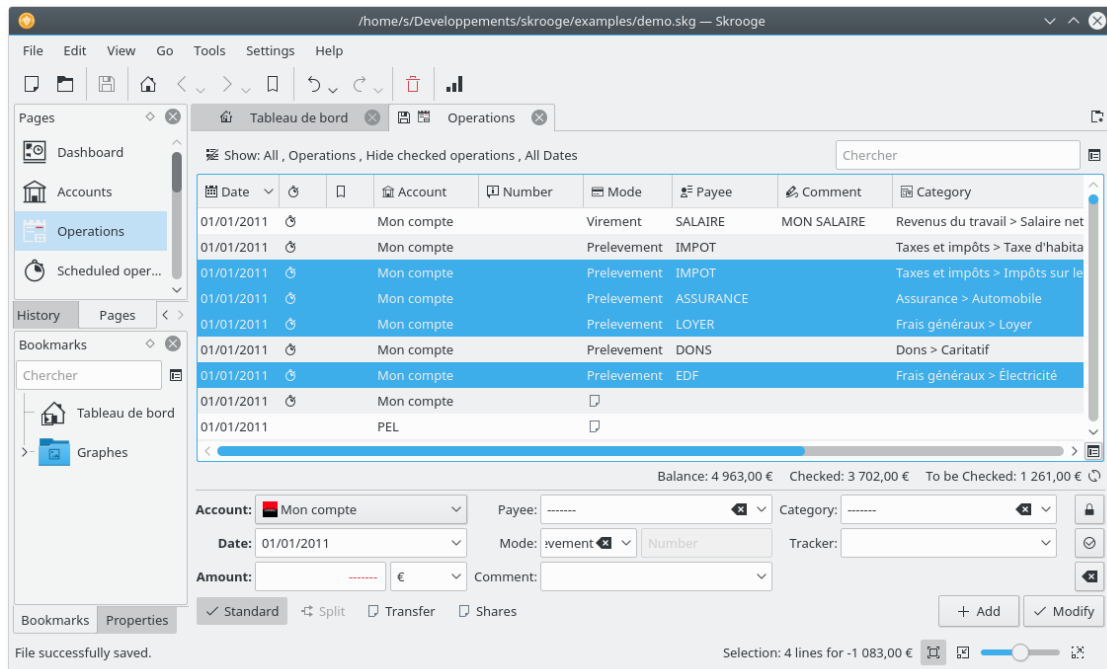 /home/s/Developpements/skrooge/examples/demo.skg — Skrooge
File Edit View Go Tools Settings Help
Pages
Dashboard
Accounts
Operations
Scheduled oper...
History Pages
Bookmarks
Chercher
Tableau de bord
Graphes
Bookmarks Properties
Tableau de bord Operations
Show: All , Operations , Hide checked operations , All Dates Chercher
Date Account Number Mode Payee Comment Category
01/01/2011 Mon compte Virement SALAIRE MON SALAIRE Revenus du travail > Salaire net
01/01/2011 Mon compte Prelevement IMPOT Taxes et impôts > Taxe d'habita
01/01/2011 Mon compte Prelevement IMPOT Taxes et impôts > Impôts sur le
01/01/2011 Mon compte Prelevement ASSURANCE Assurance > Automobile
01/01/2011 Mon compte Prelevement LOYER Frais généraux > Loyer
01/01/2011 Mon compte Prelevement DONS Dons > Caritatif
01/01/2011 Mon compte Prelevement EDF Frais généraux > Électricité
01/01/2011 Mon compte
01/01/2011 PEL
Balance: 4 963,00 € Checked: 3 702,00 € To be Checked: 1 261,00 €
Account: Mon compte Payee: ------- Category: -------
Date: 01/01/2011 Mode: evement Number Tracker:
Amount: ------- € Comment:
Standard Split Transfer Shares + Add Modify
File successfully saved. Selection: 4 lines for -1 083,00 €